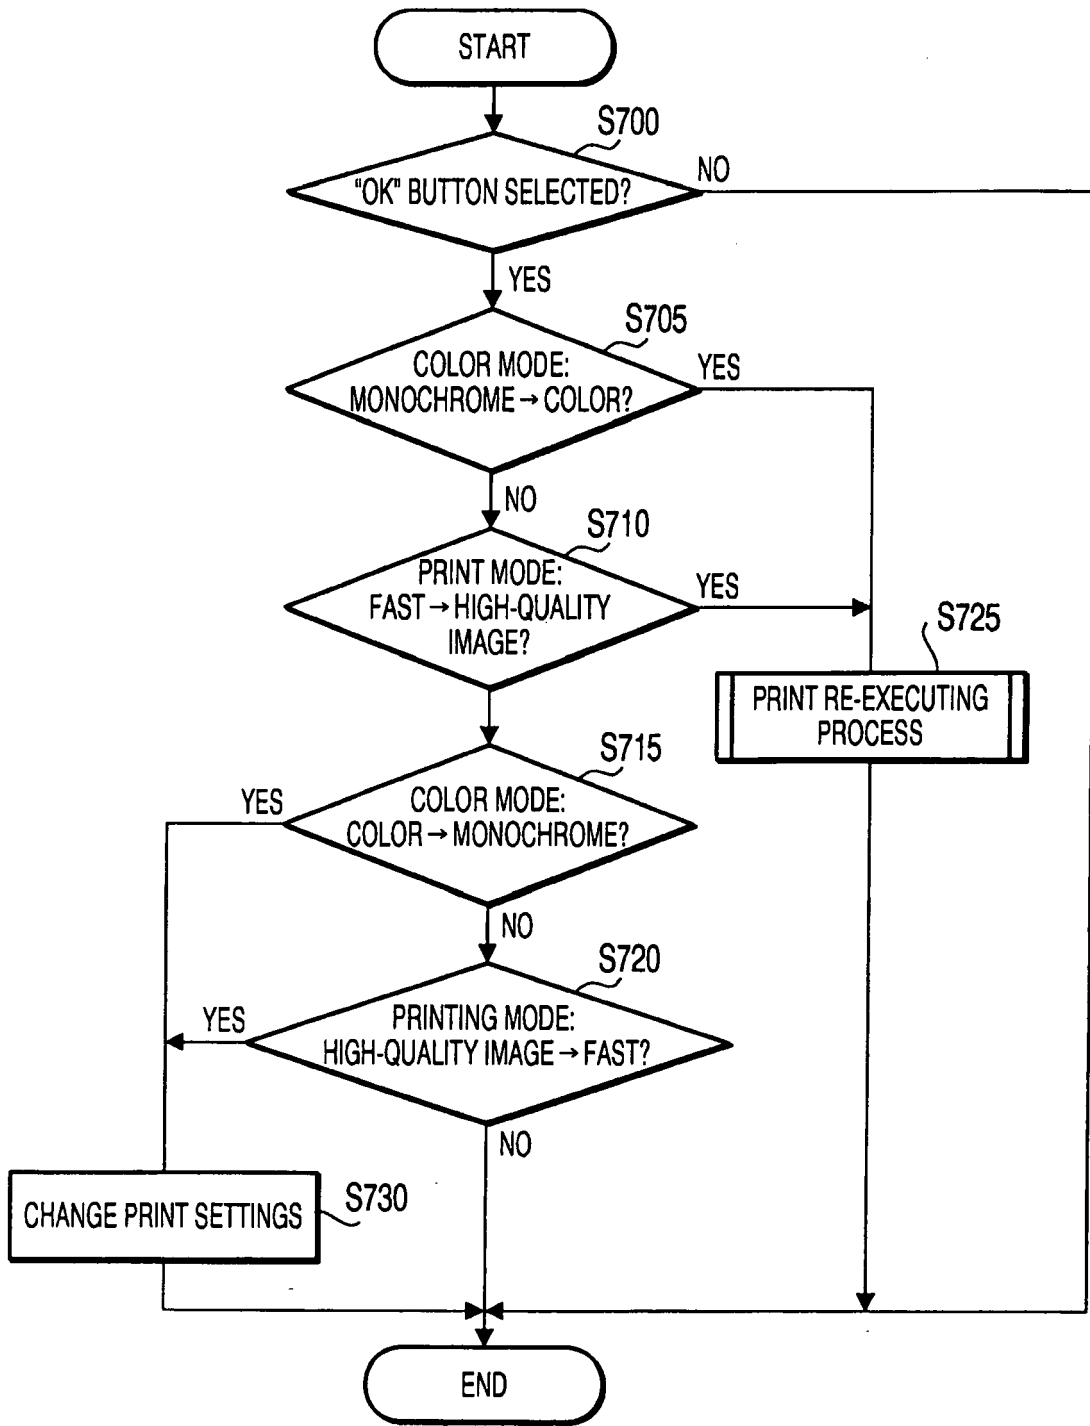 START
S700
"OK" BUTTON SELECTED?
NO
YES
S705
COLOR MODE:
MONOCHROME → COLOR?
YES
NO
S710
PRINT MODE:
FAST → HIGH-QUALITY
IMAGE?
YES
S725
PRINT RE-EXECUTING
PROCESS
S715
COLOR MODE:
COLOR → MONOCHROME?
YES
NO
S720
PRINTING MODE:
HIGH-QUALITY IMAGE → FAST?
YES
NO
CHANGE PRINT SETTINGS
S730
END